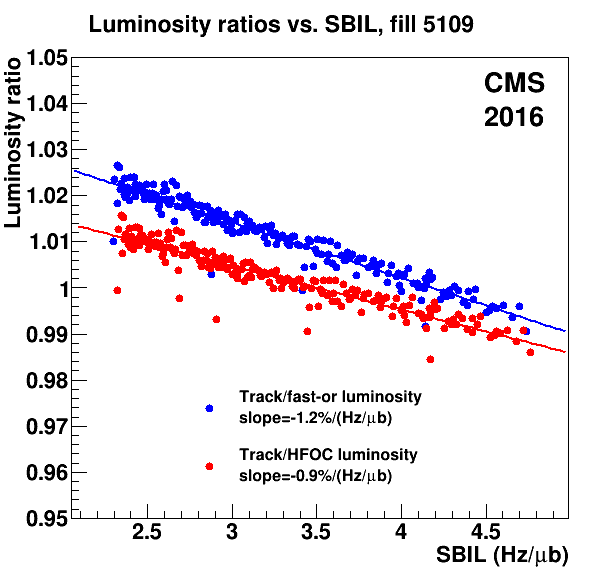 Luminosity ratios vs. SBIL, fill 5109
Luminosity ratio
1.05
1.04
1.03
1.02
1.01
1
0.99
0.98
0.97
0.96
0.95
CMS
2016
Track/fast-or luminosity
slope=-1.2%/(Hz/μb)
Track/HFOC luminosity
slope=-0.9%/(Hz/μb)
2.5 3 3.5 4 4.5
SBIL (Hz/μb)